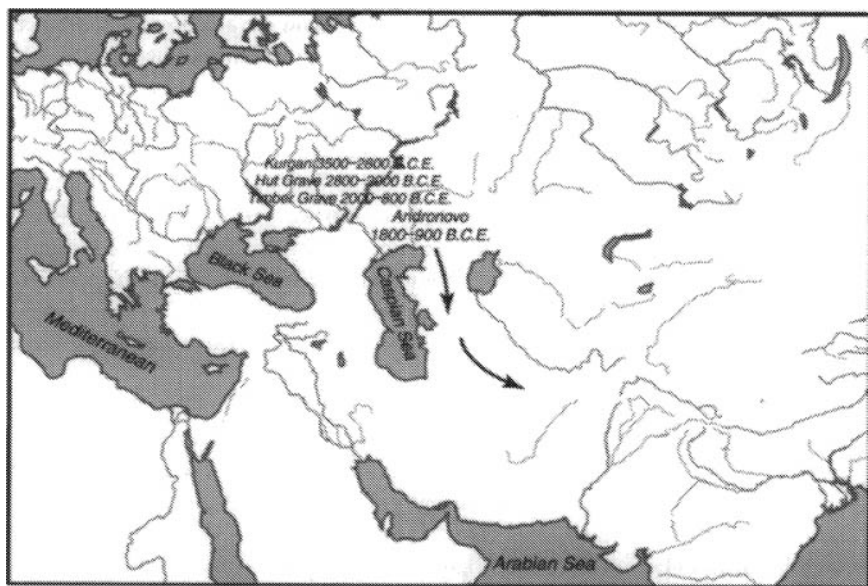 Kurgan 3500–2800 B.C.E.
Hut Grave 2800–2000 B.C.E.
Timber Grave 2000–800 B.C.E.
Andronovo
1800–900 B.C.E.
Black Sea
Caspian Sea
Mediterranean
Arabian Sea